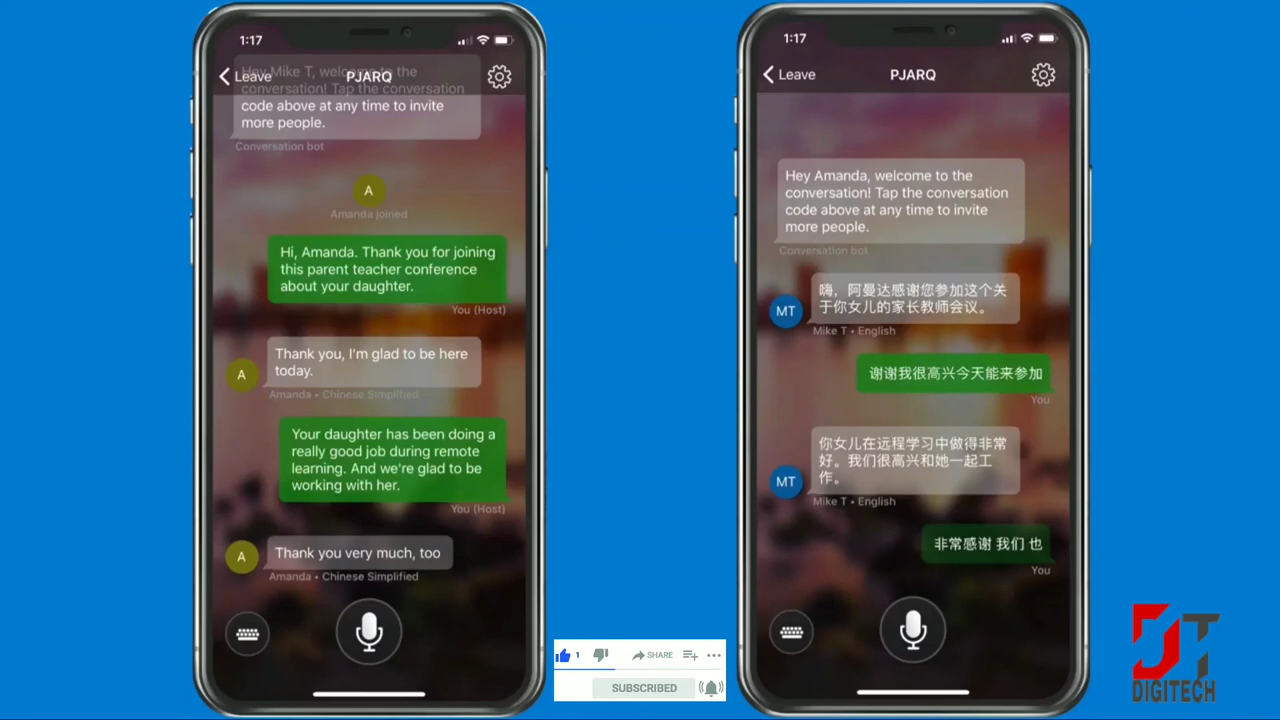 1:17
Leave
PJARQ
Hey Mike T, welcome to the
conversation! Tap the conversation
code above at any time to invite
more people.
Conversation bot
A
Amanda joined
Hi, Amanda. Thank you for joining
this parent teacher conference
about your daughter.
You (Host)
Thank you, I'm glad to be here
today.
A
Amanda • Chinese Simplified
Your daughter has been doing a
really good job during remote
learning. And we're glad to be
working with her.
You (Host)
Thank you very much, too
A
Amanda • Chinese Simplified
1:17
Leave
PJARQ
Hey Amanda, welcome to the
conversation! Tap the conversation
code above at any time to invite
more people.
Conversation bot
嗨，阿曼达感谢您参加这个关
于你女儿的家长教师会议。
MT
Mike T • English
谢谢我很高兴今天能来参加
You
你女儿在远程学习中做得非常
好。我们很高兴和她一起工
作。
MT
Mike T • English
非常感谢 我们 也
You
1
SHARE
SUBSCRIBED
DT
DIGITECH